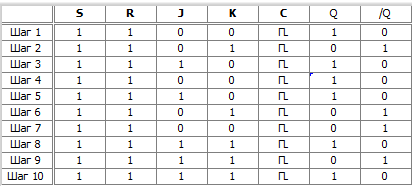 S R J K C Q /Q
Шаг 1 1 1 0 0 1 0
Шаг 2 1 1 0 1 0 1
Шаг 3 1 1 1 0 1 0
Шаг 4 1 1 0 0 1 0
Шаг 5 1 1 1 0 1 0
Шаг 6 1 1 0 1 0 1
Шаг 7 1 1 0 0 0 1
Шаг 8 1 1 1 1 1 0
Шаг 9 1 1 1 1 0 1
Шаг 10 1 1 1 1 1 0